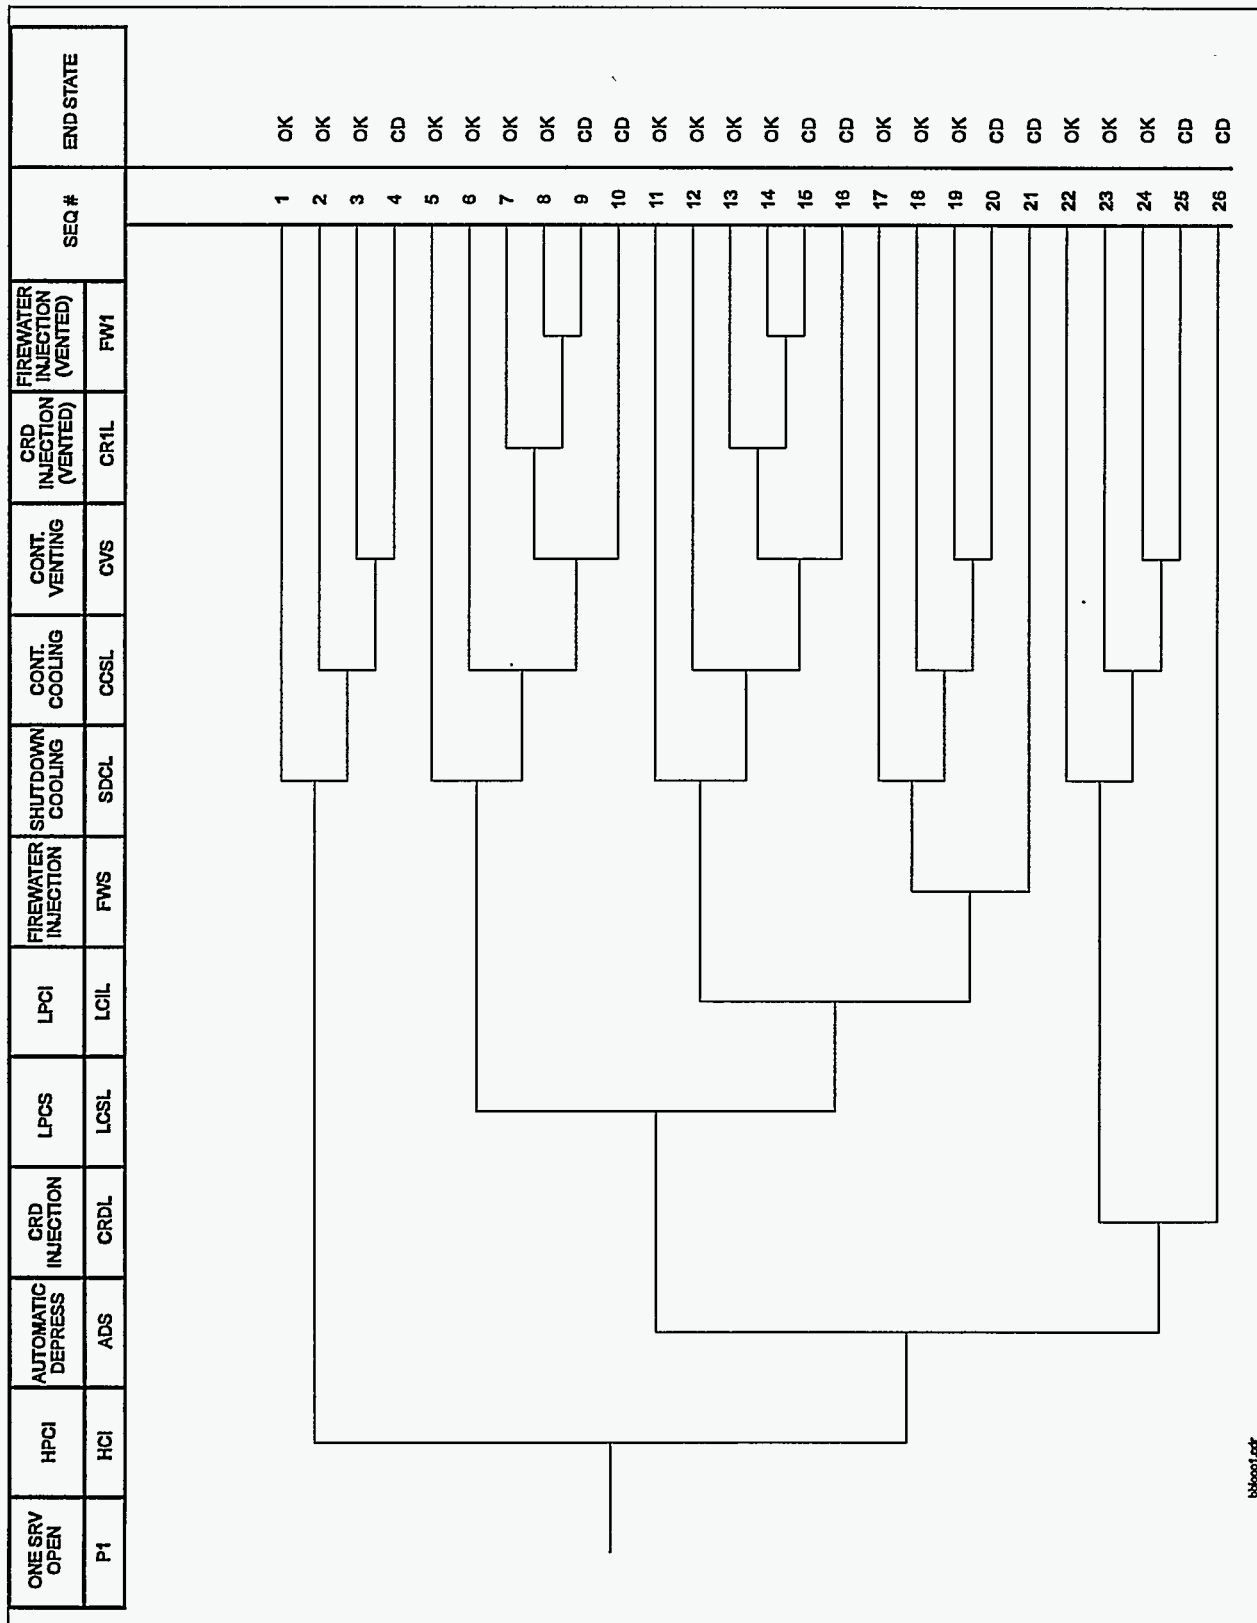 ONE SRV
OPEN
HPCI
AUTOMATIC
DEPRESS
CRD
INJECTION
LPCS
LPCI
FIREWATER
INJECTION
SHUTDOWN
COOLING
CONT.
COOLING
CONT.
VENTING
CRD
INJECTION
(VENTED)
FIREWATER
INJECTION
(VENTED)
SEQ #
END STATE
P1
HCI
ADS
CRDL
LCSL
LCIL
FWS
SDCL
CCSL
CVS
CR1L
FW1
1 OK
2 OK
3 OK
4 CD
5 OK
6 OK
7 OK
8 OK
9 CD
10 CD
11 OK
12 OK
13 OK
14 OK
15 CD
16 CD
17 OK
18 OK
19 OK
20 CD
21 CD
22 OK
23 OK
24 OK
25 CD
26 CD